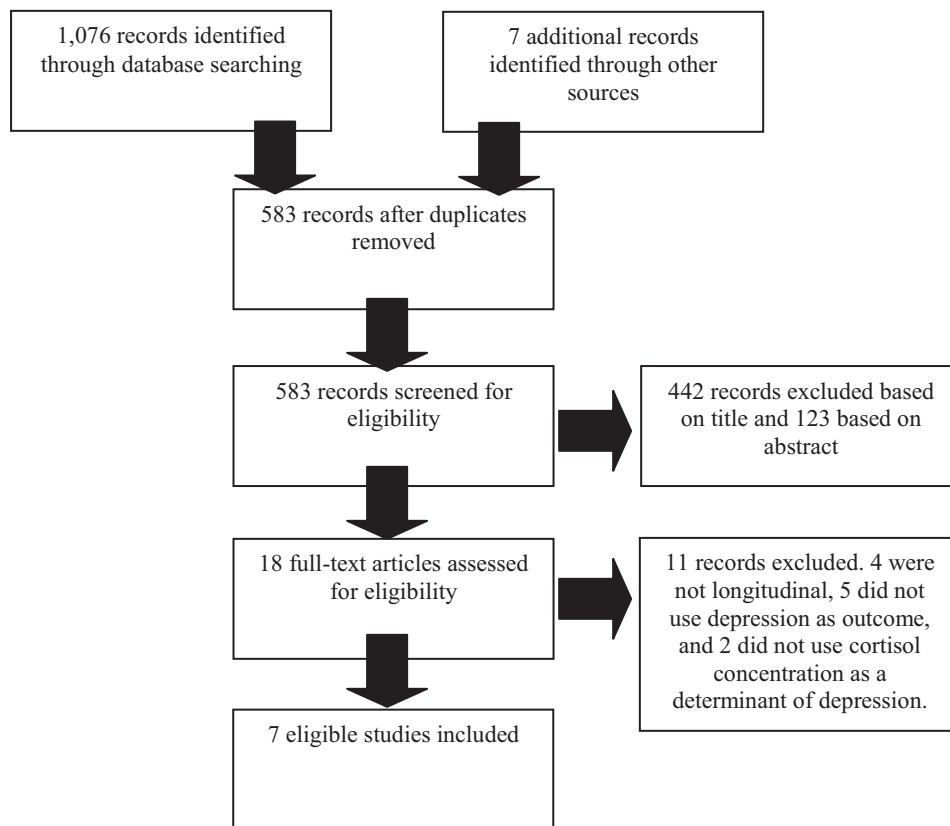 1,076 records identified
through database searching
7 additional records
identified through other
sources
583 records after duplicates
removed
583 records screened for
eligibility
442 records excluded based
on title and 123 based on
abstract
18 full-text articles assessed
for eligibility
11 records excluded. 4 were
not longitudinal, 5 did not
use depression as outcome,
and 2 did not use cortisol
concentration as a
determinant of depression.
7 eligible studies included